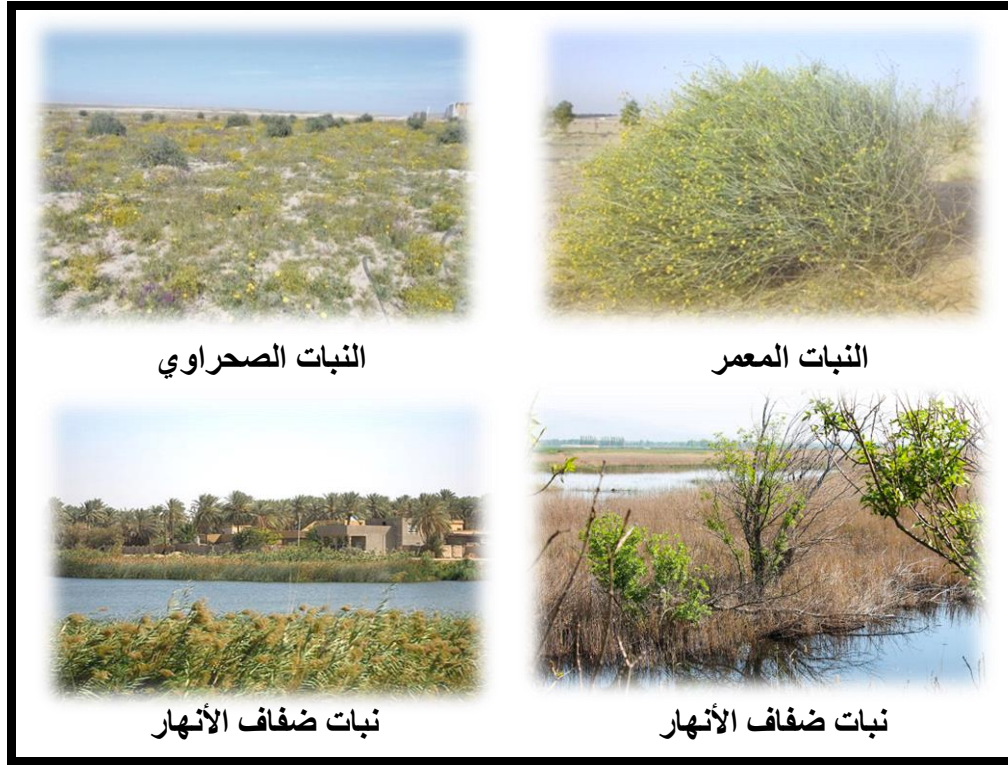 النبات المعمر
النبات الصحراوي
نبات ضفاف الأنهار
نبات ضفاف الأنهار